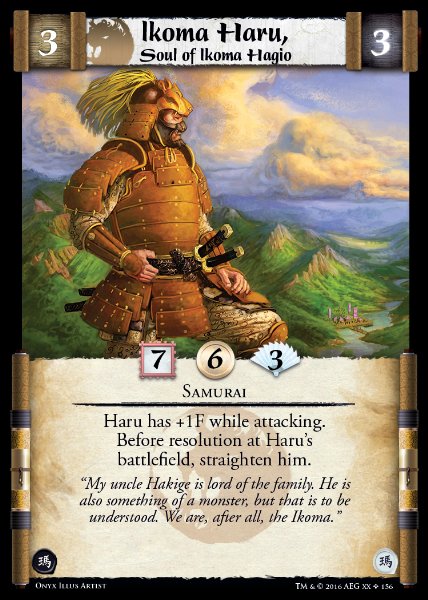 3
Ikoma Haru,
Soul of Ikoma Hagio
3
7 6 3
Samurai
Haru has +1F while attacking.
Before resolution at Haru's
battlefield, straighten him.
“My uncle Hakige is lord of the family. He is
also something of a monster, but that is to be
understood. We are, after all, the Ikoma.”
瑪 瑪
Onyx Illus Artist TM & © 2016 AEG XX ❖ 156